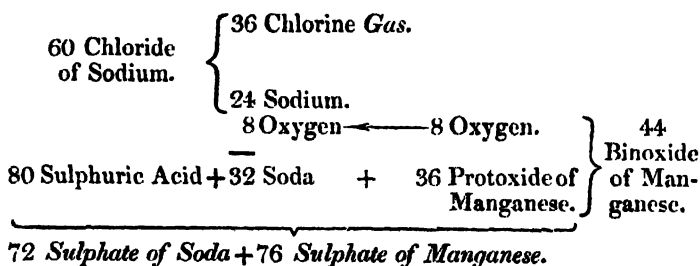 36 Chlorine Gas.
60 Chloride
of Sodium.
24 Sodium.
8 Oxygen 8 Oxygen.
44
Binoxide
of Man-
ganese.
80 Sulphuric Acid + 32 Soda + 36 Protoxide of
Manganese.
72 Sulphate of Soda + 76 Sulphate of Manganese.